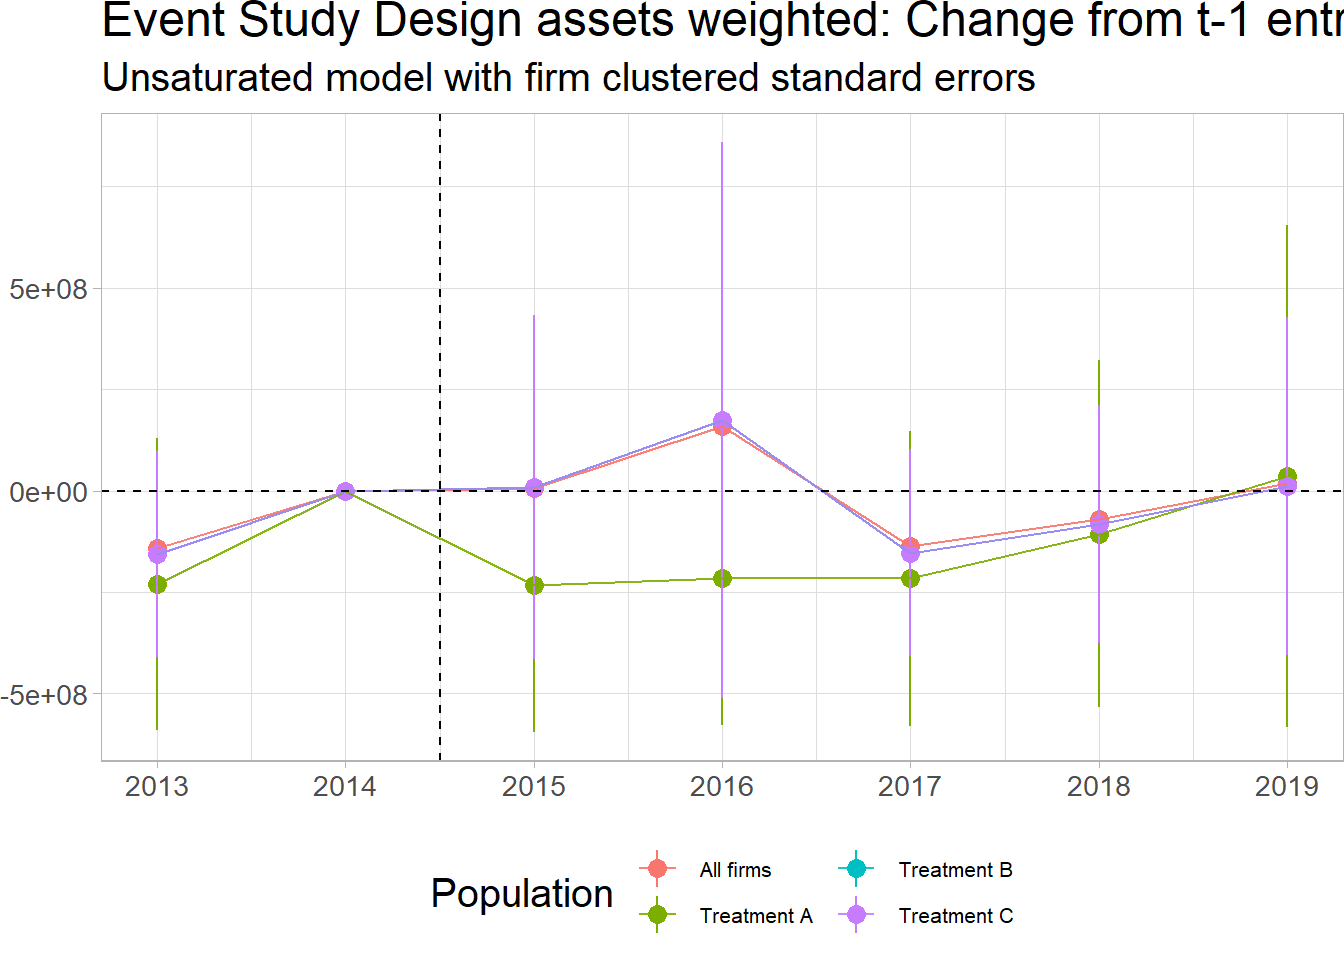 Event Study Design assets weighted: Change from t-1 entr
Unsaturated model with firm clustered standard errors
5e+08
0e+00
-5e+08
2013 2014 2015 2016 2017 2018 2019
Population
All firms Treatment B
Treatment A Treatment C